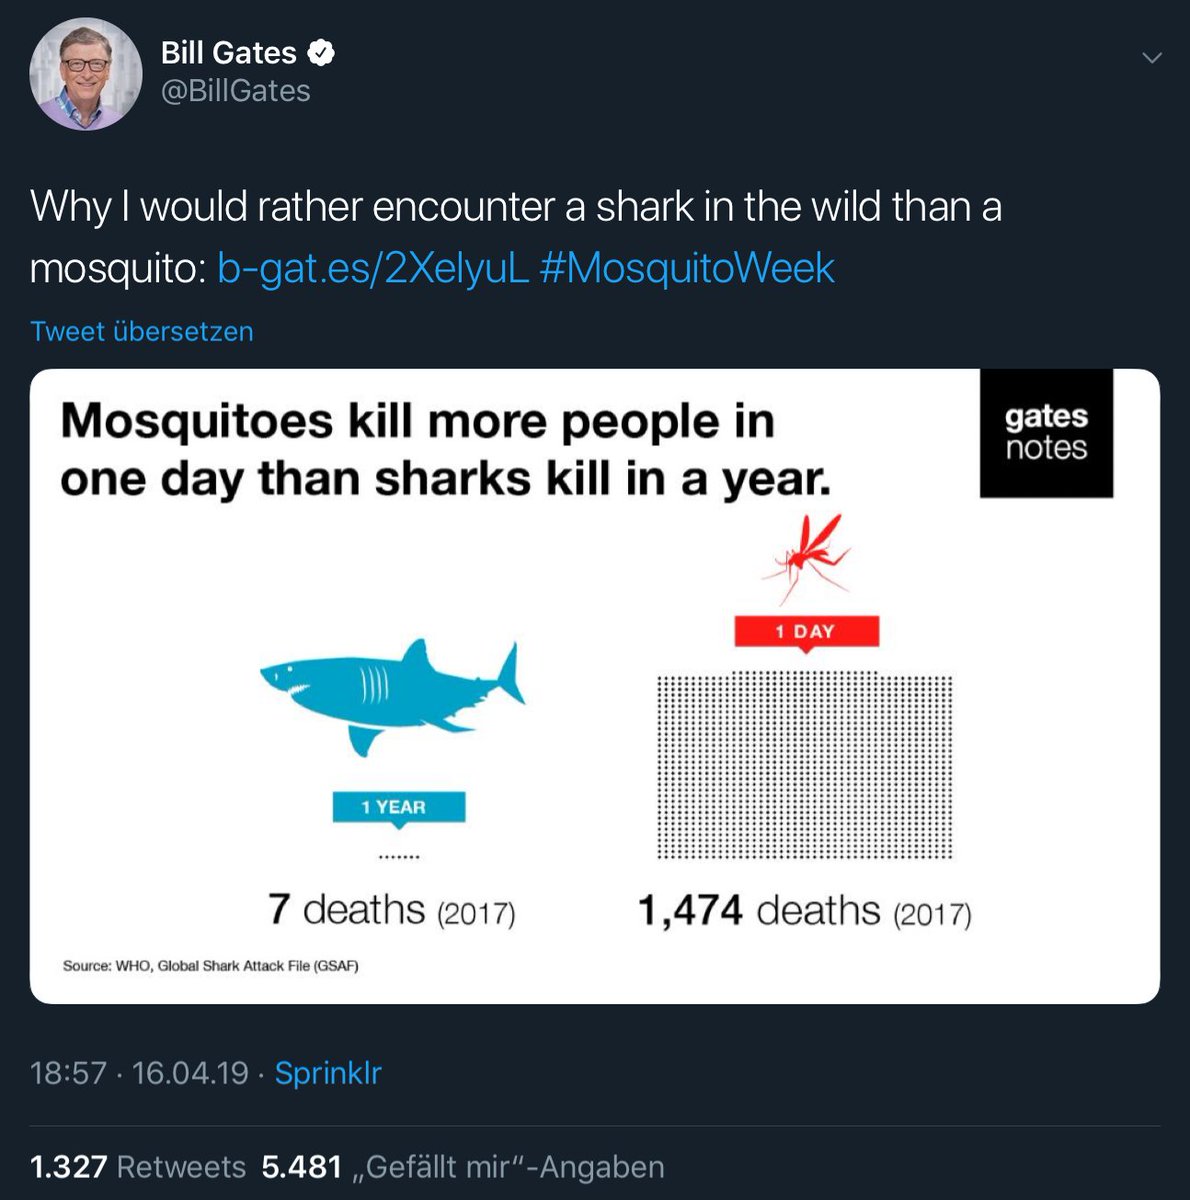 Bill Gates
@BillGates
Why I would rather encounter a shark in the wild than a
mosquito: b-gat.es/2XelyuL #MosquitoWeek
Tweet übersetzen
Mosquitoes kill more people in
one day than sharks kill in a year.
gates
notes
1 DAY
1 YEAR
7 deaths (2017)
1,474 deaths (2017)
Source: WHO, Global Shark Attack File (GSAF)
18:57 · 16.04.19 · Sprinklr
1.327 Retweets 5.481 „Gefällt mir“-Angaben